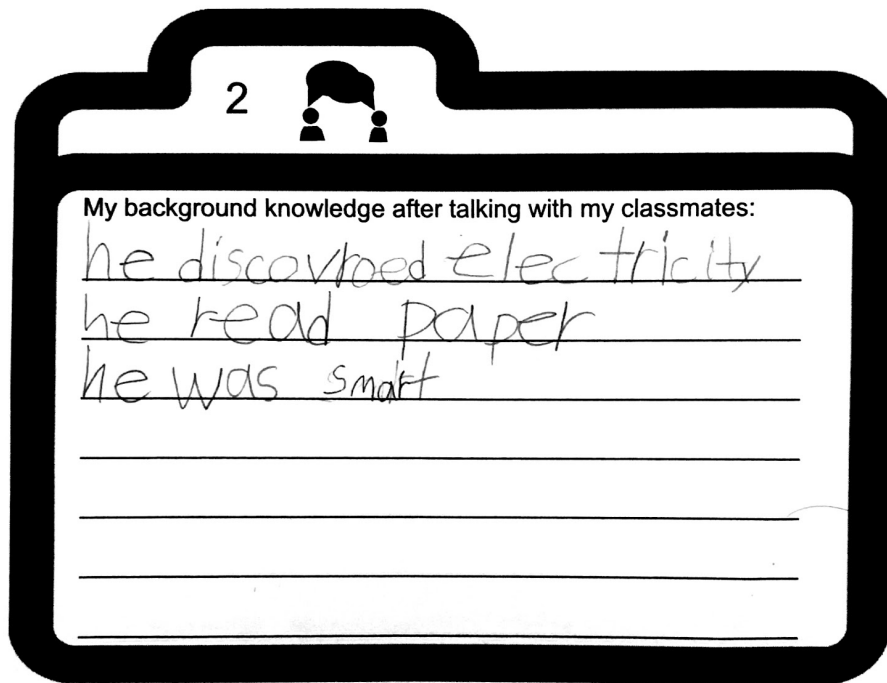 2
My background knowledge after talking with my classmates:
he discovroed electricity
he read paper
he was smart